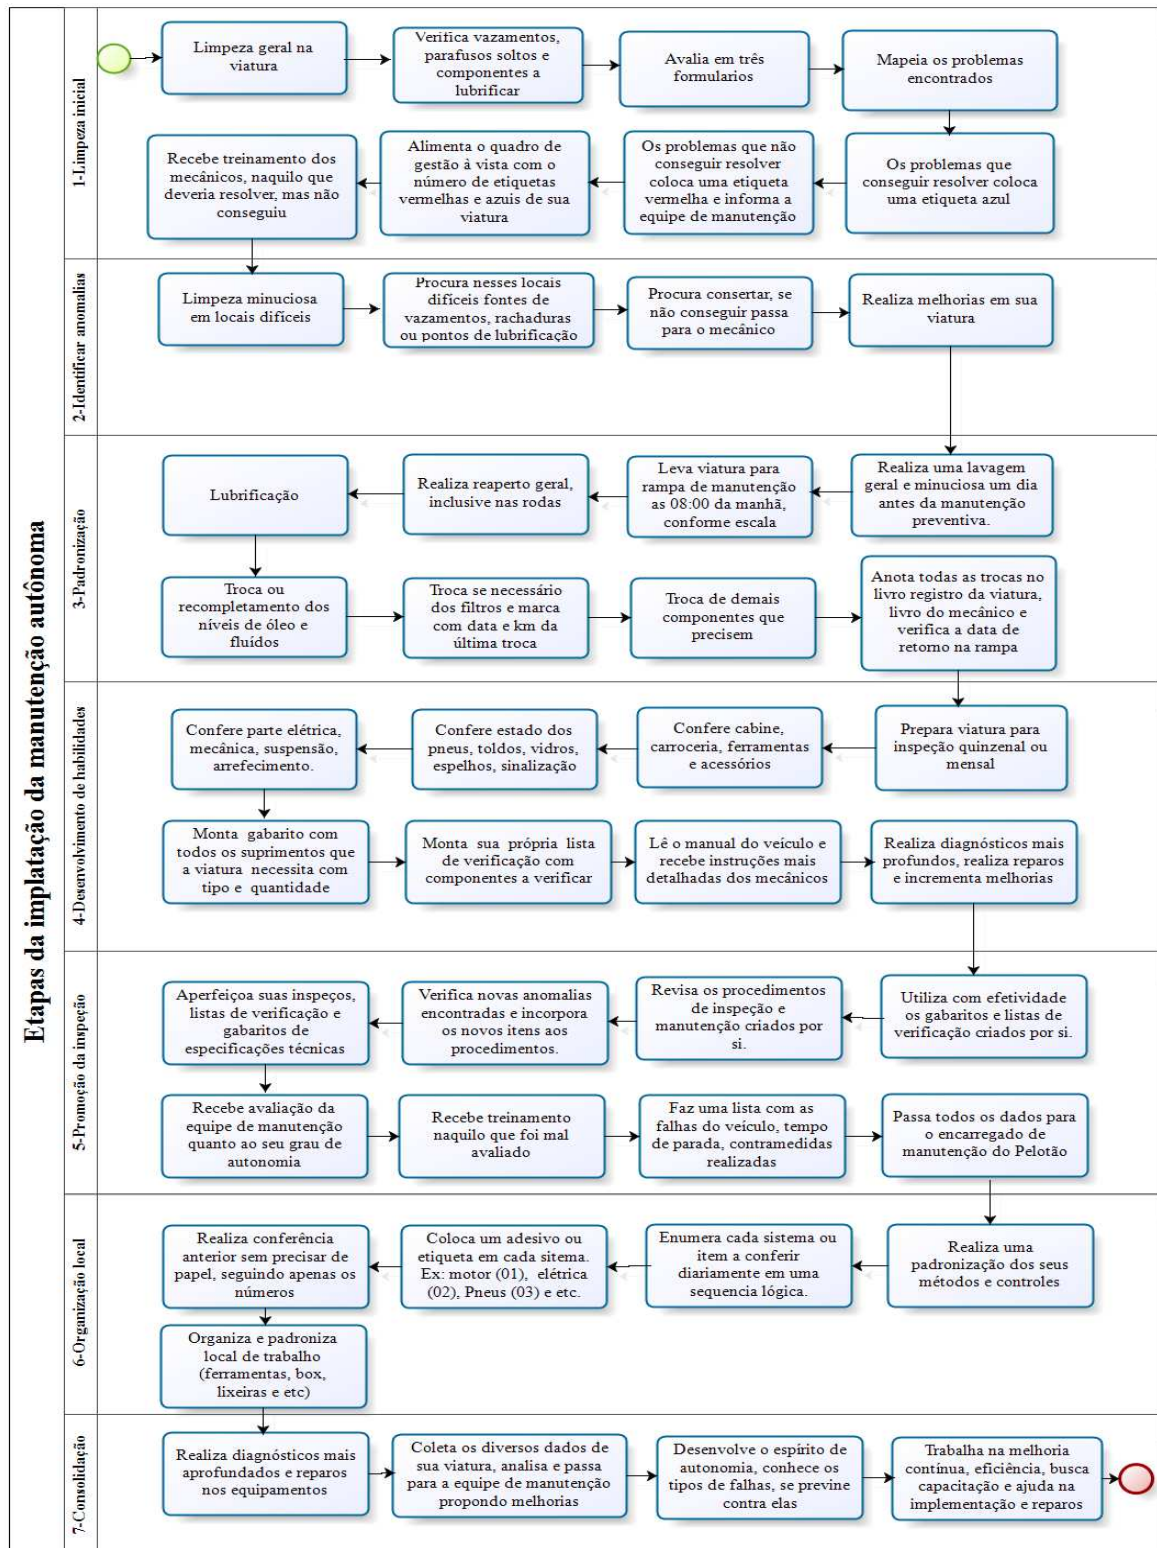 Etapas da implatação da manutenção autônoma
1-Limpeza inicial
Limpeza geral na
viatura
Verifica vazamentos,
parafusos soltos e
componentes a
lubrificar
Avalia em três
formularios
Mapeia os problemas
encontrados
Os problemas que
conseguir resolver coloca
uma etiqueta azul
Os problemas que não
conseguir resolver
coloca uma etiqueta
vermelha e informa a
equipe de manutenção
Alimenta o quadro de
gestão à vista com o
número de etiquetas
vermelhas e azuis de sua
viatura
Recebe treinamento dos
mecânicos, naquilo que
deveria resolver, mas não
conseguiu
2-Identificar anomalias
Limpeza minuciosa
em locais difíceis
Procura nesses locais
difíceis fontes de
vazamentos, rachaduras
ou pontos de lubrificação
Procura consertar, se
não conseguir passa
para o mecânico
Realiza melhorias em sua
viatura
3-Padronização
Realiza uma lavagem
geral e minuciosa um dia
antes da manutenção
preventiva.
Leva viatura para
rampa de manutenção
as 08:00 da manhã,
conforme escala
Realiza reaperto geral,
inclusive nas rodas
Lubrificação
Troca ou
recompletamento dos
níveis de óleo e
fluídos
Troca se necessário
dos filtros e marca
com data e km da
última troca
Troca de demais
componentes que
precisem
Anota todas as trocas no
livro registro da viatura,
livro do mecânico e
verifica a data de
retorno na rampa
4-Desenvolvimento de habilidades
Prepara viatura para
inspeção quinzenal ou
mensal
Confere cabine,
carroceria, ferramentas
e acessórios
Confere estado dos
pneus, toldos, vidros,
espelhos, sinalização
Confere parte elétrica,
mecânica, suspensão,
arrefecimento.
Monta gabarito com
todos os suprimentos que
a viatura necessita com
tipo e quantidade
Monta sua própria lista
de verificação com
componentes a verificar
Lê o manual do veículo e
recebe instruções mais
detalhadas dos mecânicos
Realiza diagnósticos mais
profundos, realiza reparos
e incrementa melhorias
5-Promoção da inspeção
Utiliza com efetividade
os gabaritos e listas de
verificação criados por si.
Revisa os procedimentos
de inspeção e
manutenção criados por
si.
Verifica novas anomalias
encontradas e incorpora
os novos itens aos
procedimentos.
Aperfeiçoa suas inspeços,
listas de verificação e
gabaritos de
especificações técnicas
Recebe avaliação da
equipe de manutenção
quanto ao seu grau de
autonomia
Recebe treinamento
naquilo que foi mal
avaliado
Faz uma lista com as
falhas do veículo, tempo
de parada, contramedidas
realizadas
Passa todos os dados para
o encarregado de
manutenção do Pelotão
6-Organização local
Realiza uma
padronização dos seus
métodos e controles
Enumera cada sistema ou
item a conferir
diariamente em uma
sequencia lógica.
Coloca um adesivo ou
etiqueta em cada sitema.
Ex: motor (01), elétrica
(02), Pneus (03) e etc.
Realiza conferência
anterior sem precisar de
papel, seguindo apenas os
números
Organiza e padroniza
local de trabalho
(ferramentas, box,
lixeiras e etc)
7-Consolidação
Realiza diagnósticos mais
aprofundados e reparos
nos equipamentos
Coleta os diversos dados de
sua viatura, analisa e passa
para a equipe de manutenção
propondo melhorias
Desenvolve o espírito de
autonomia, conhece os
tipos de falhas, se previne
contra elas
Trabalha na melhoria
contínua, eficiência, busca
capacitação e ajuda na
implementação e reparos